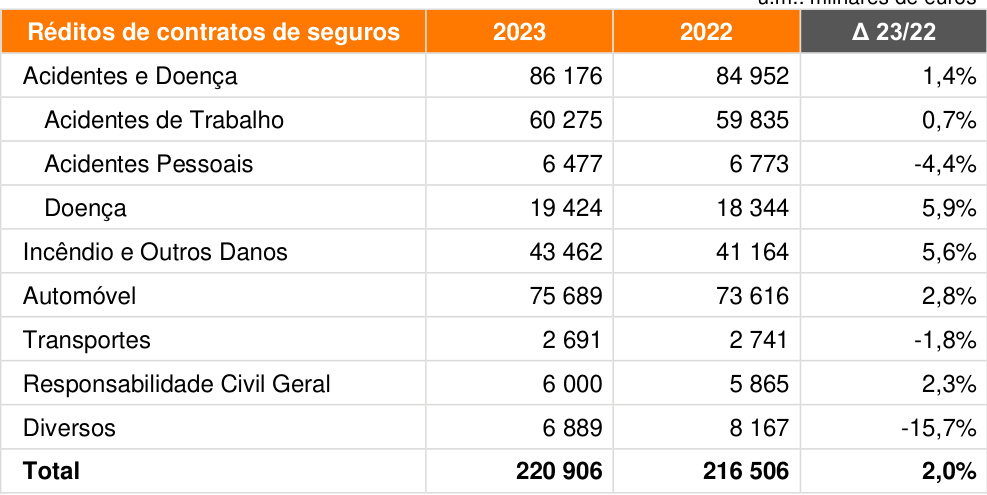 u.m.: milhares de euros
Réditos de contratos de seguros 2023 2022 Δ 23/22
Acidentes e Doença 86 176 84 952 1,4%
Acidentes de Trabalho 60 275 59 835 0,7%
Acidentes Pessoais 6 477 6 773 -4,4%
Doença 19 424 18 344 5,9%
Incêndio e Outros Danos 43 462 41 164 5,6%
Automóvel 75 689 73 616 2,8%
Transportes 2 691 2 741 -1,8%
Responsabilidade Civil Geral 6 000 5 865 2,3%
Diversos 6 889 8 167 -15,7%
Total 220 906 216 506 2,0%